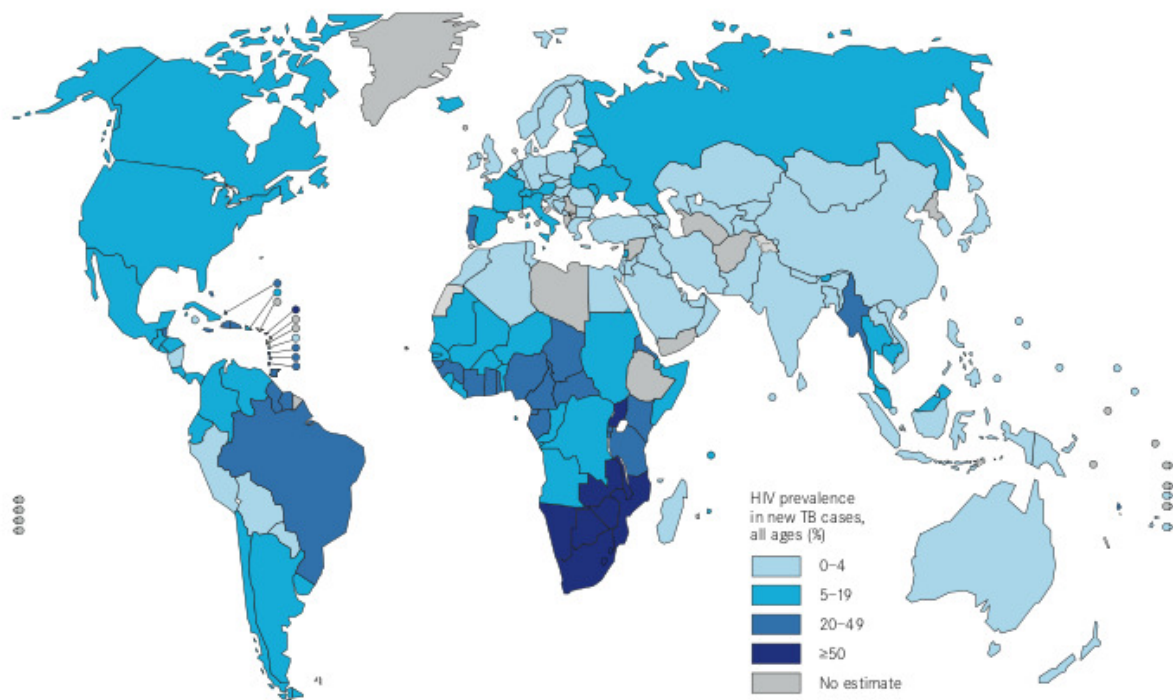 HIV prevalence
in new TB cases,
all ages (%)
0–4
5–19
20–49
≥50
No estimate